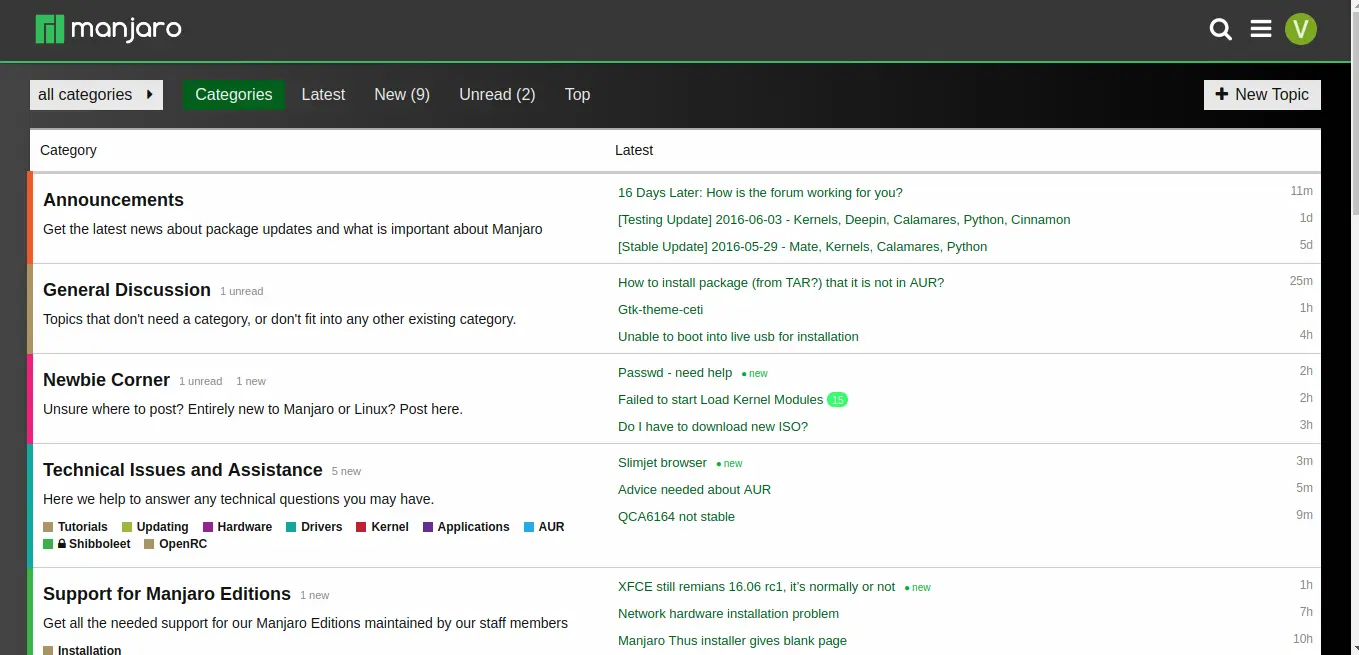 manjaro
V
all categories Categories Latest New (9) Unread (2) Top New Topic
Category Latest
Announcements
Get the latest news about package updates and what is important about Manjaro
16 Days Later: How is the forum working for you? 11m
[Testing Update] 2016-06-03 - Kernels, Deepin, Calamares, Python, Cinnamon 1d
[Stable Update] 2016-05-29 - Mate, Kernels, Calamares, Python 5d
General Discussion 1 unread
Topics that don't need a category, or don't fit into any other existing category.
How to install package (from TAR?) that it is not in AUR? 25m
Gtk-theme-ceti 1h
Unable to boot into live usb for installation 4h
Newbie Corner 1 unread 1 new
Unsure where to post? Entirely new to Manjaro or Linux? Post here.
Passwd - need help new 2h
Failed to start Load Kernel Modules 15 2h
Do I have to download new ISO? 3h
Technical Issues and Assistance 5 new
Here we help to answer any technical questions you may have.
Tutorials Updating Hardware Drivers Kernel Applications AUR
Shibboleet OpenRC
Slimjet browser new 3m
Advice needed about AUR 5m
QCA6164 not stable 9m
Support for Manjaro Editions 1 new
Get all the needed support for our Manjaro Editions maintained by our staff members
Installation
XFCE still remians 16.06 rc1, it's normally or not new 1h
Network hardware installation problem 7h
Manjaro Thus installer gives blank page 10h